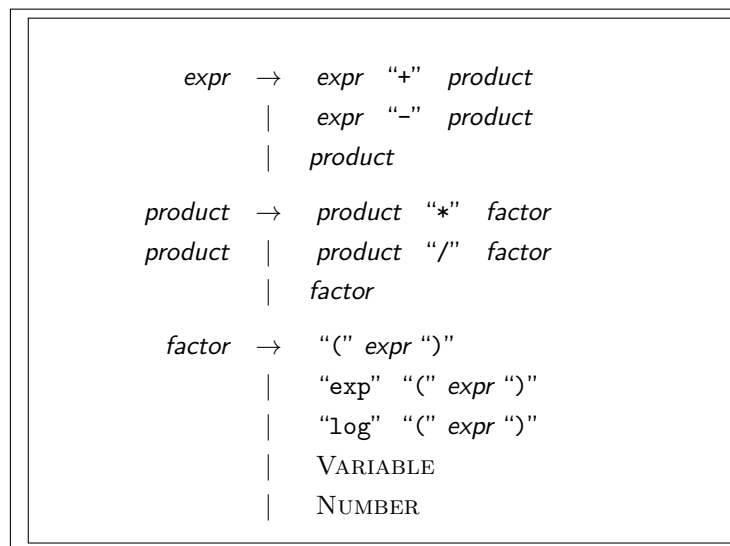 expr → expr “+” product
| expr “-” product
| product
product → product “*” factor
product | product “/” factor
| factor
factor → “(” expr “)”
| “exp” “(” expr “)”
| “log” “(” expr “)”
| VARIABLE
| NUMBER